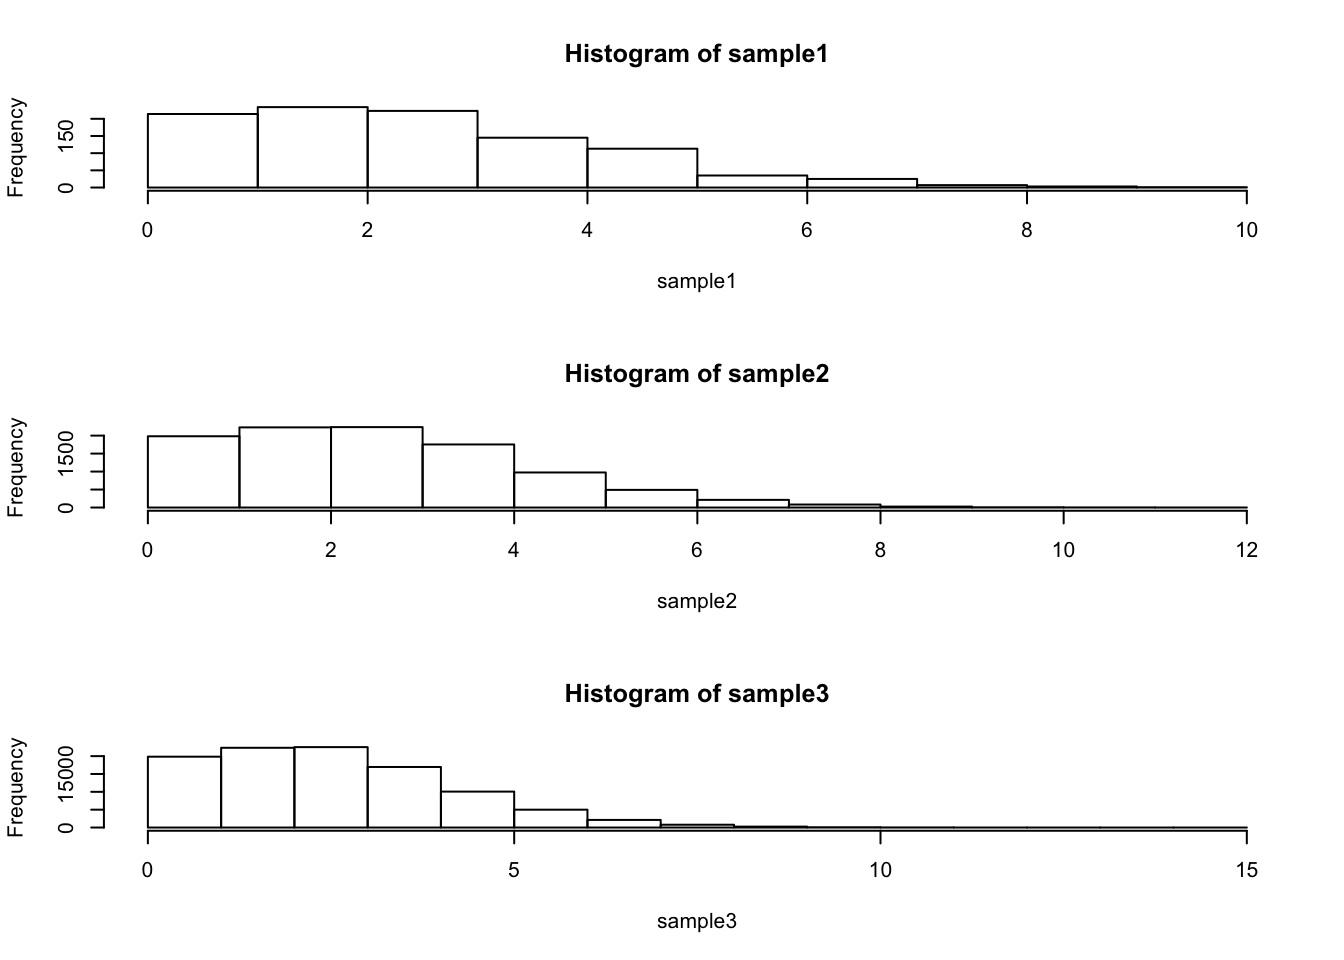 Histogram of sample1
Frequency
150
0
0 2 4 6 8 10
sample1
Histogram of sample2
Frequency
1500
0
0 2 4 6 8 10 12
sample2
Histogram of sample3
Frequency
15000
0
0 5 10 15
sample3